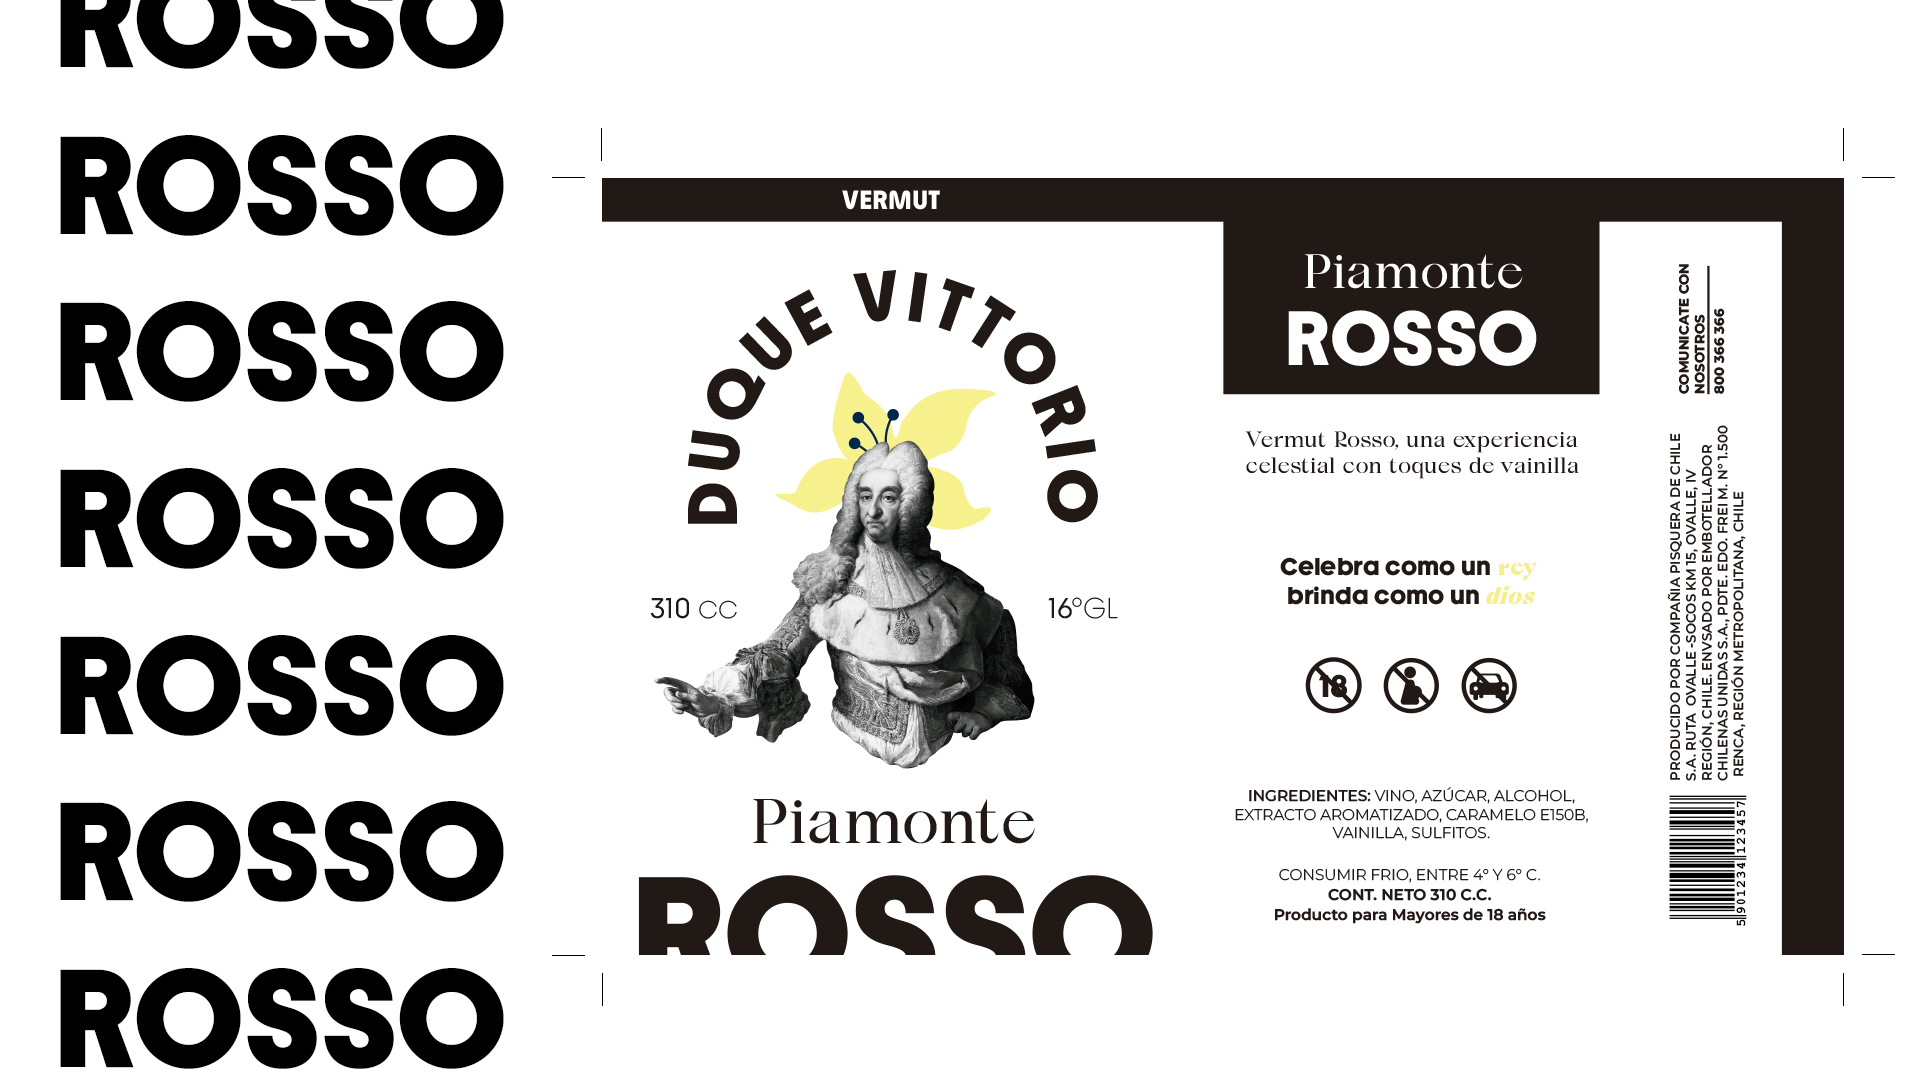 ROSSO
ROSSO
ROSSO
ROSSO
ROSSO
ROSSO
ROSSO
VERMUT
DUQUE VITTORIO
310 CC
16°GL
Piamonte
ROSSO
Piamonte
ROSSO
Vermut Rosso, una experiencia
celestial con toques de vainilla
Celebra como un rey
brinda como un dios
18
INGREDIENTES: VINO, AZÚCAR, ALCOHOL,
EXTRACTO AROMATIZADO, CARAMELO E150B,
VAINILLA, SULFITOS.
CONSUMIR FRIO, ENTRE 4° Y 6° C.
CONT. NETO 310 C.C.
Producto para Mayores de 18 años
COMUNICATE CON
NOSOTROS
800 366 366
PRODUCIDO POR COMPAÑIA PISQUERA DE CHILE
S.A. RUTA OVALLE -SOCOS KM 15, OVALLE, IV
REGIÓN, CHILE. ENVSADO POR EMBOTELLADOR
CHILENAS UNIDAS S.A., PDTE. EDO. FREI M. N° 1.500
RENCA, REGIÓN METROPOLITANA, CHILE
5 901234 123457